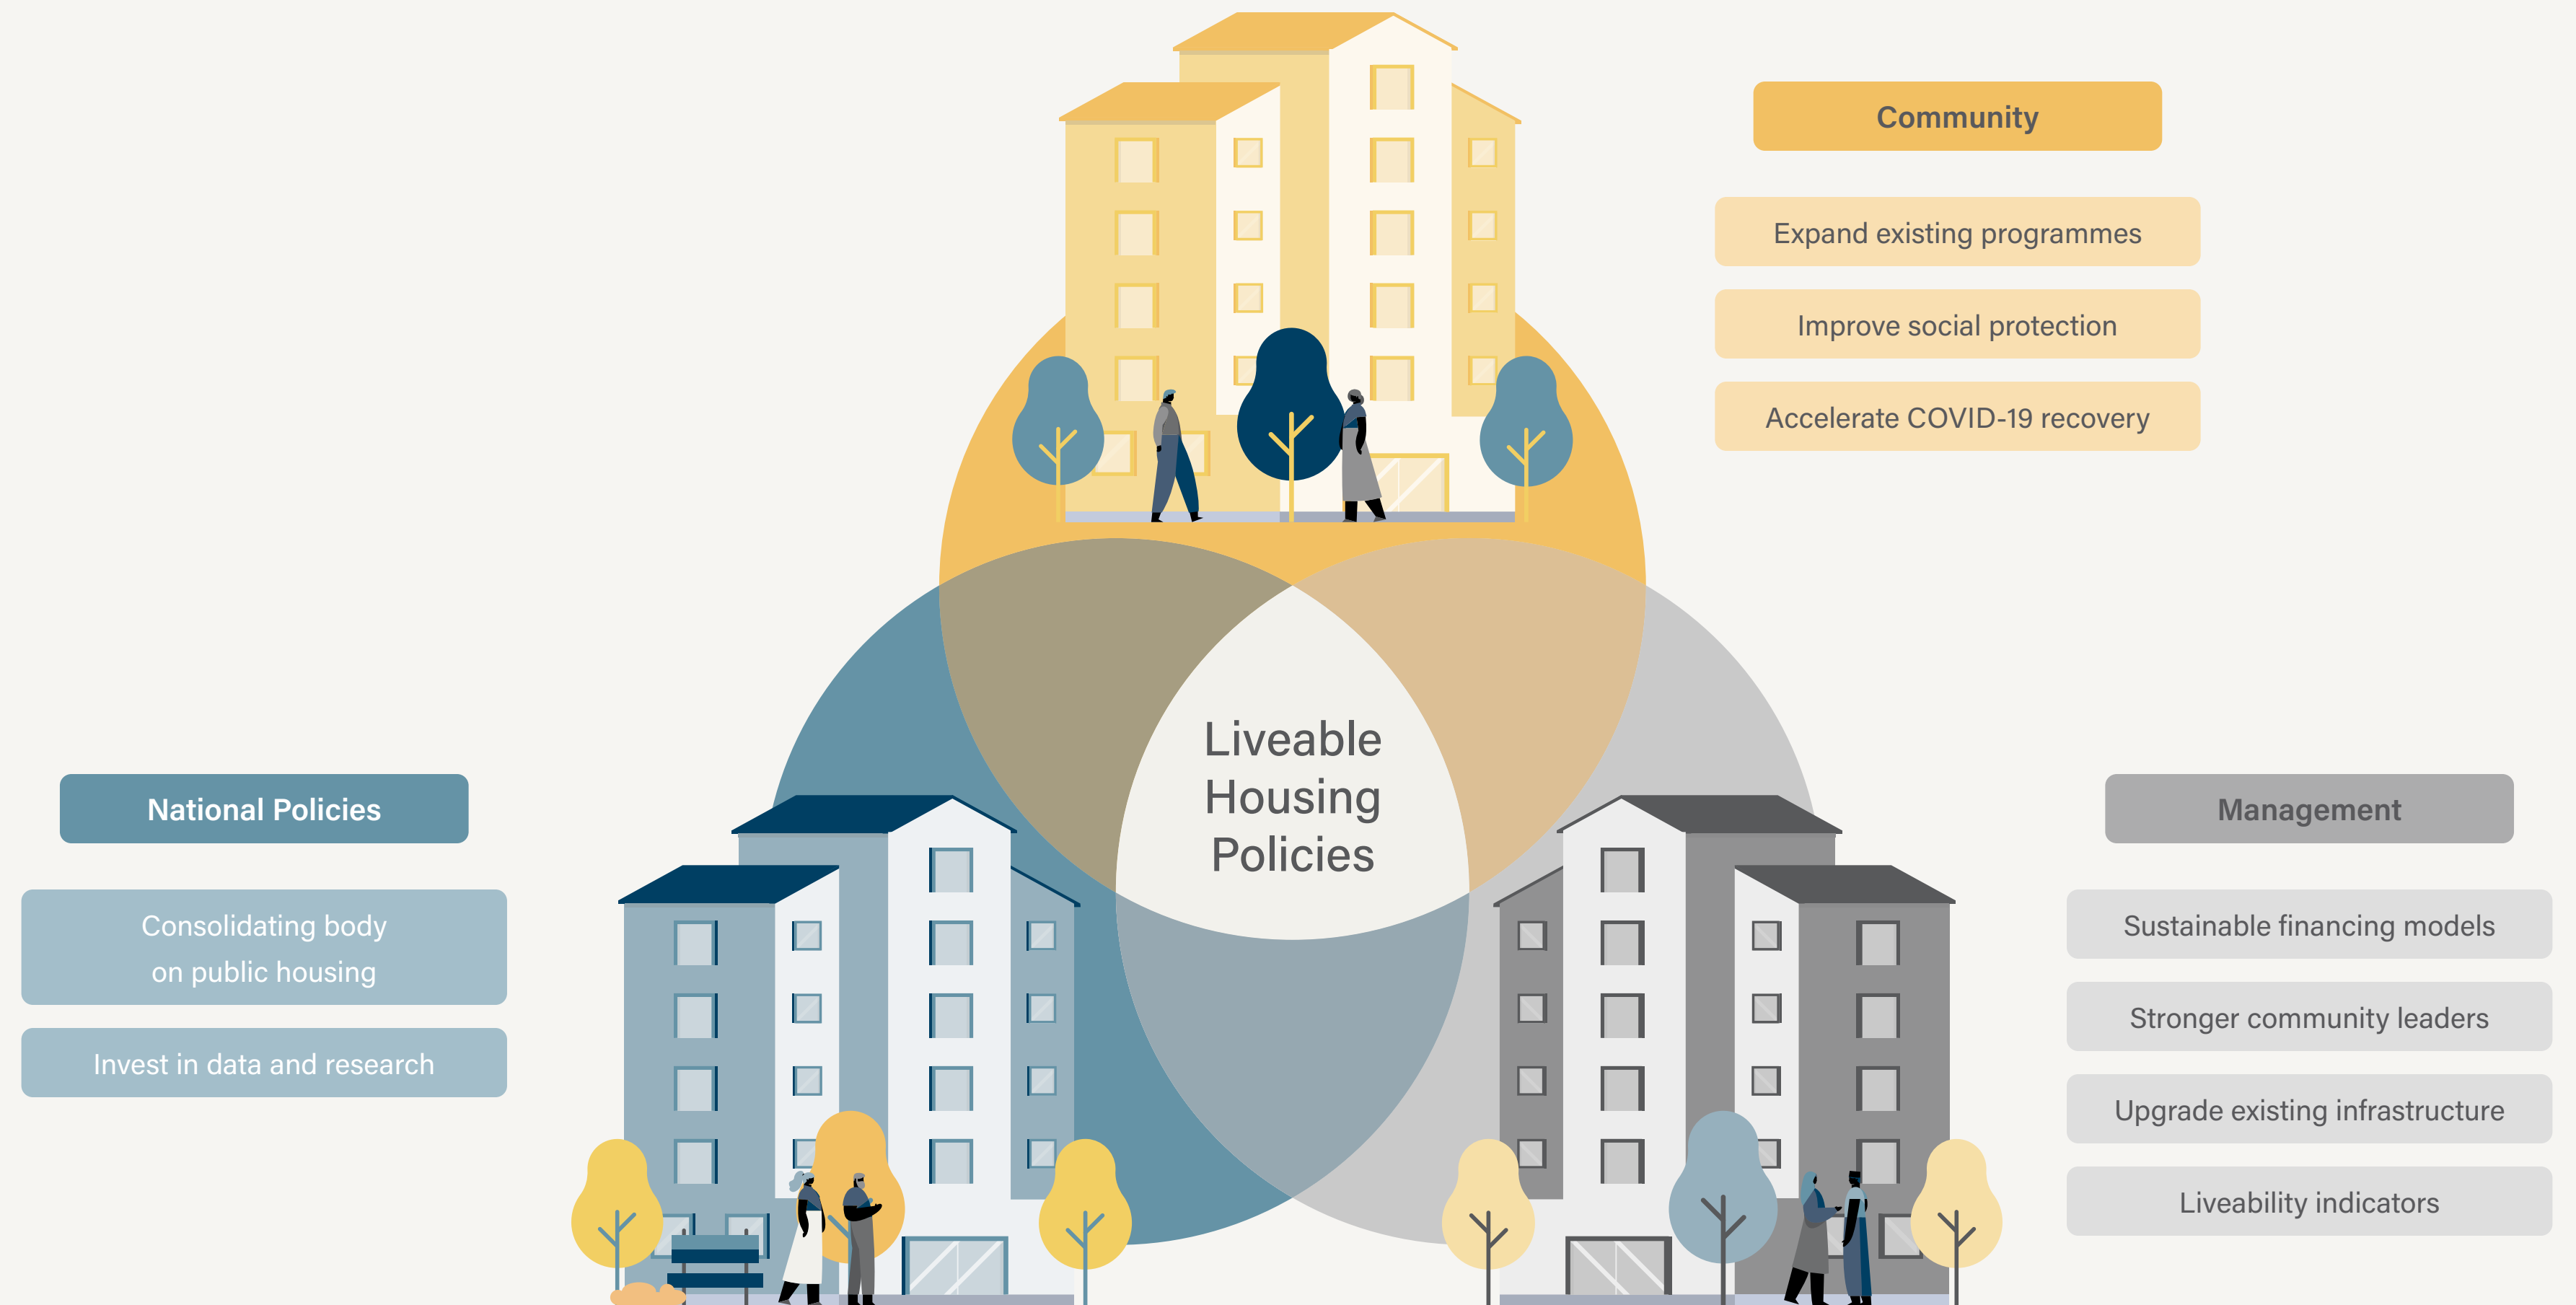 Community
Expand existing programmes
Improve social protection
Accelerate COVID-19 recovery
Liveable
Housing
Policies
National Policies
Consolidating body
on public housing
Invest in data and research
Management
Sustainable financing models
Stronger community leaders
Upgrade existing infrastructure
Liveability indicators